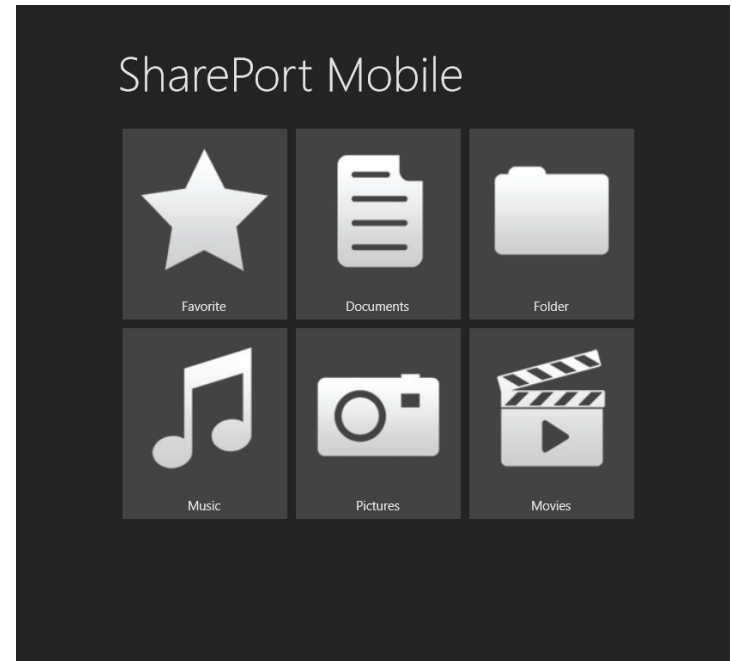 SharePort Mobile
Favorite
Documents
Folder
Music
Pictures
Movies